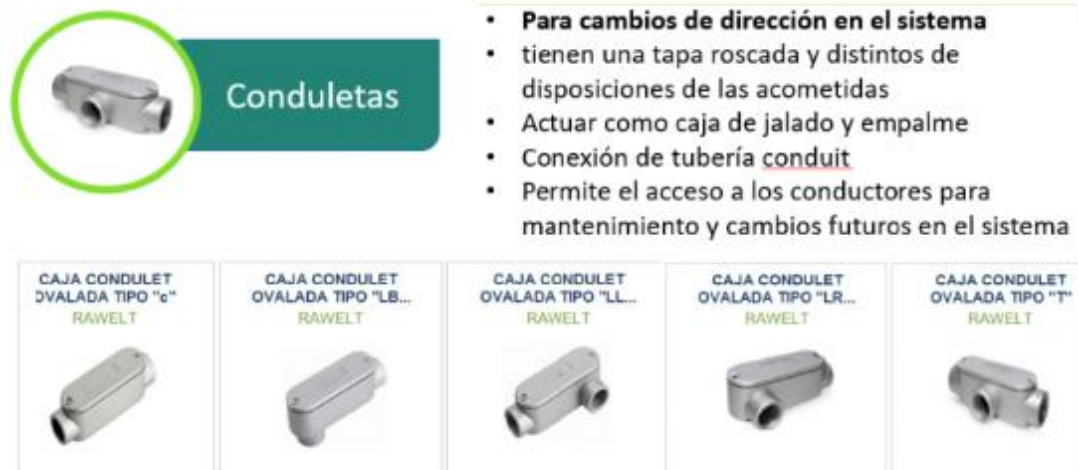 Conduletas
• Para cambios de dirección en el sistema
• tienen una tapa roscada y distintos de
disposiciones de las acometidas
• Actuar como caja de jalado y empalme
• Conexión de tubería conduit
• Permite el acceso a los conductores para
mantenimiento y cambios futuros en el sistema
CAJA CONDULET
OVALADA TIPO "c"
RAWELT
CAJA CONDULET
OVALADA TIPO "LB...
RAWELT
CAJA CONDULET
OVALADA TIPO "LL...
RAWELT
CAJA CONDULET
OVALADA TIPO "LR...
RAWELT
CAJA CONDULET
OVALADA TIPO "T"
RAWELT